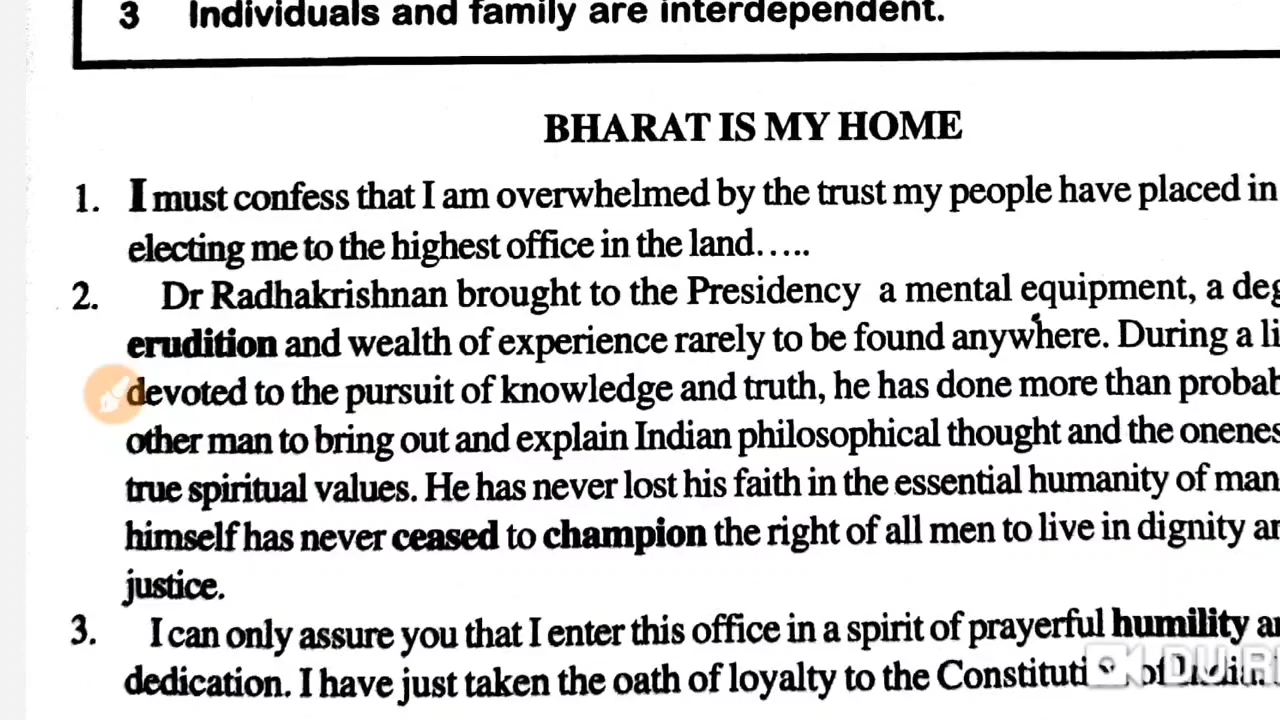 3 Individuals and family are interdependent.
BHARAT IS MY HOME
1. I must confess that I am overwhelmed by the trust my people have placed in
electing me to the highest office in the land.....
2. Dr Radhakrishnan brought to the Presidency a mental equipment, a deg
erudition and wealth of experience rarely to be found anywhere. During a li
devoted to the pursuit of knowledge and truth, he has done more than probab
other man to bring out and explain Indian philosophical thought and the onenes
true spiritual values. He has never lost his faith in the essential humanity of man
himself has never ceased to champion the right of all men to live in dignity an
justice.
3. I can only assure you that I enter this office in a spirit of prayerful humility an
dedication. I have just taken the oath of loyalty to the Constituti of India.